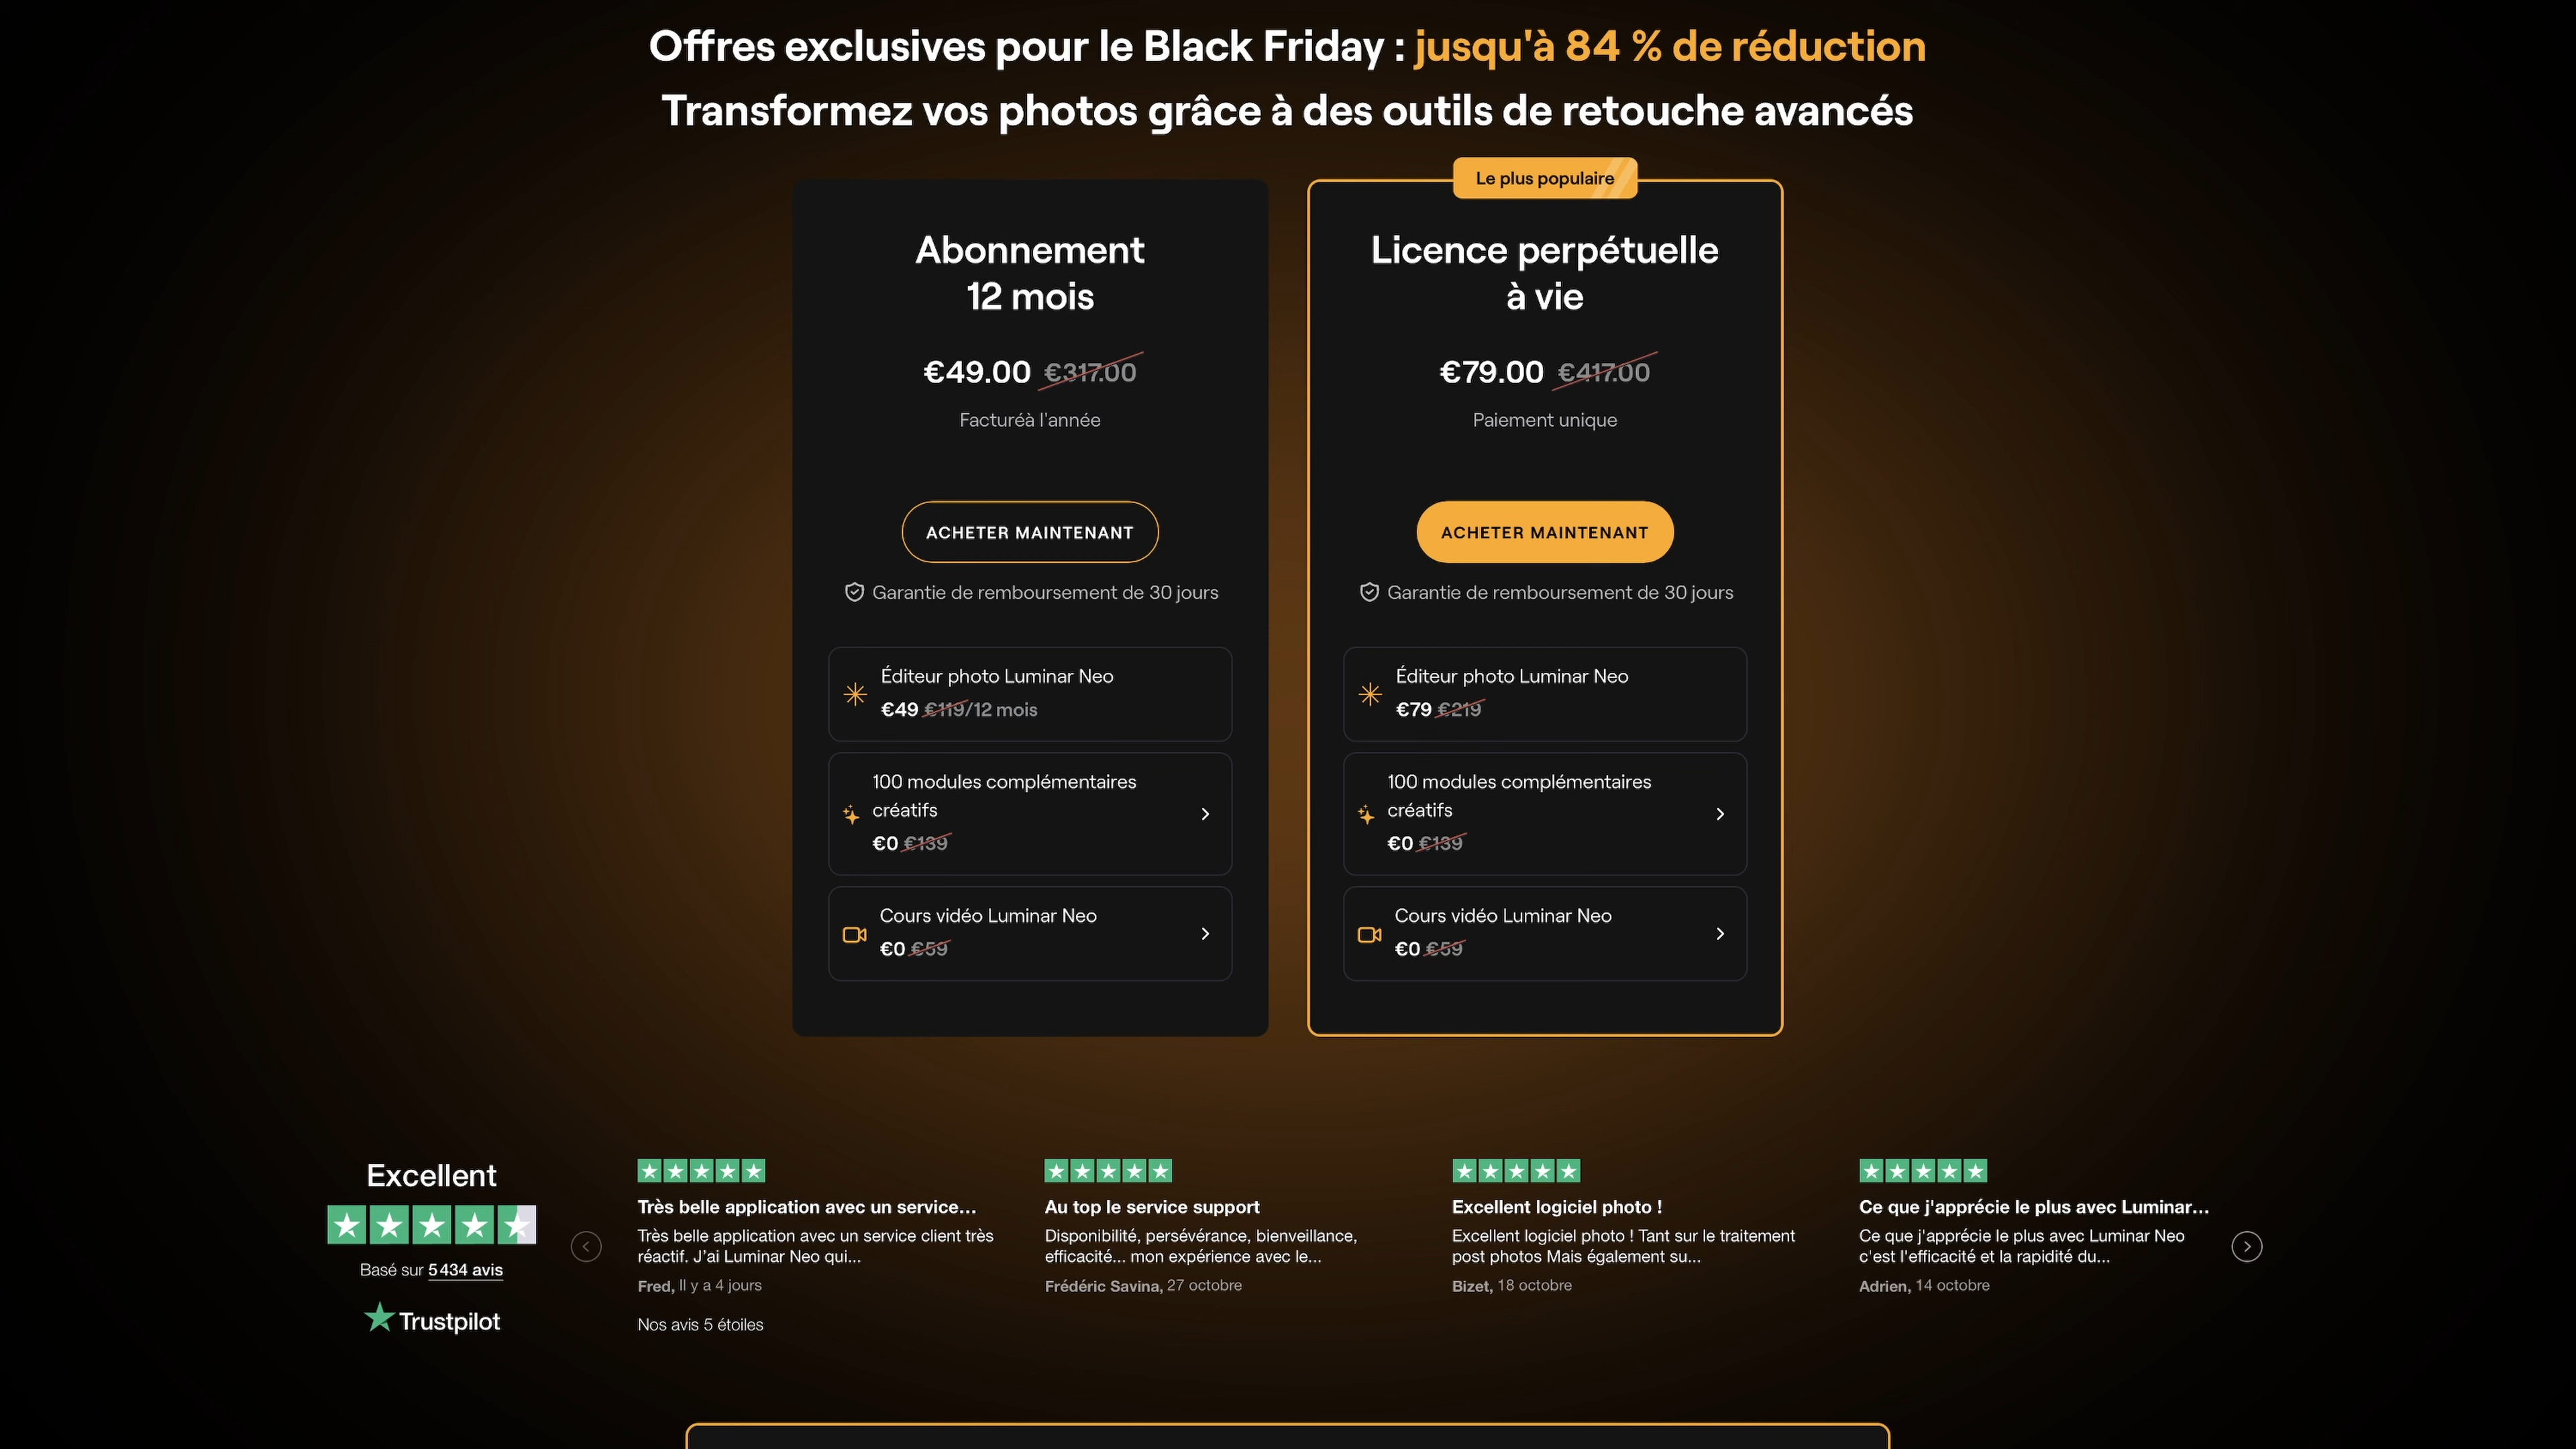 Offres exclusives pour le Black Friday : jusqu'à 84 % de réduction
Transformez vos photos grâce à des outils de retouche avancés
Abonnement
12 mois
€49.00 €317.00
Facturéà l'année
ACHETER MAINTENANT
Garantie de remboursement de 30 jours
Éditeur photo Luminar Neo
€49 €119/12 mois
100 modules complémentaires
créatifs
€0 €139
Cours vidéo Luminar Neo
€0 €59
Le plus populaire
Licence perpétuelle
à vie
€79.00 €417.00
Paiement unique
ACHETER MAINTENANT
Garantie de remboursement de 30 jours
Éditeur photo Luminar Neo
€79 €219
100 modules complémentaires
créatifs
€0 €139
Cours vidéo Luminar Neo
€0 €59
Excellent
Basé sur 5 434 avis
Trustpilot
Très belle application avec un service...
Très belle application avec un service client très
réactif. J'ai Luminar Neo qui...
Fred, Il y a 4 jours
Au top le service support
Disponibilité, persévérance, bienveillance,
efficacité... mon expérience avec le...
Frédéric Savina, 27 octobre
Excellent logiciel photo !
Excellent logiciel photo ! Tant sur le traitement
post photos Mais également su...
Bizet, 18 octobre
Ce que j'apprécie le plus avec Luminar...
Ce que j'apprécie le plus avec Luminar Neo
c'est l'efficacité et la rapidité du...
Adrien, 14 octobre
Nos avis 5 étoiles